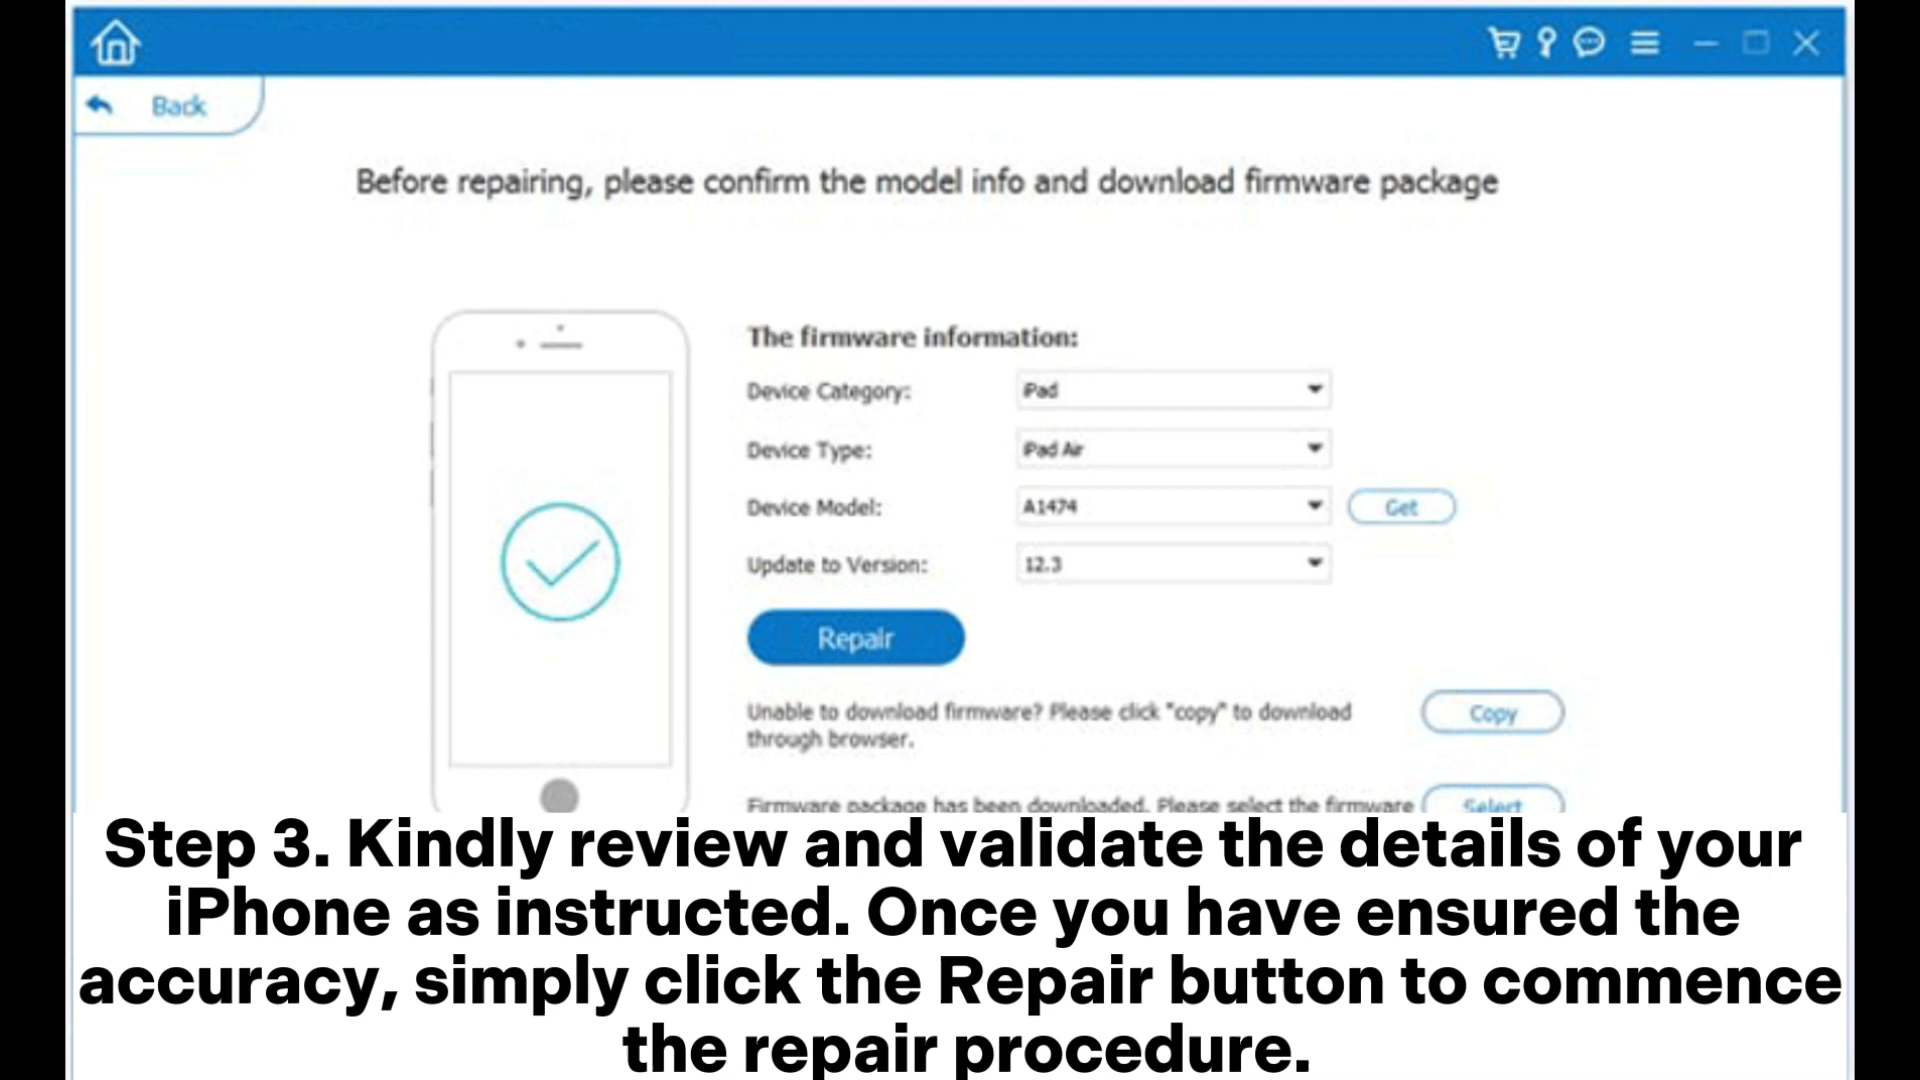 Back
Before repairing, please confirm the model info and download firmware package
The firmware information:
Device Category: iPad
Device Type: iPad Air
Device Model: A1474 Get
Update to Version: 12.3
Repair
Unable to download firmware? Please click "copy" to download
through browser.
Copy
Firmware package has been downloaded. Please select the firmware
Select
Step 3. Kindly review and validate the details of your
iPhone as instructed. Once you have ensured the
accuracy, simply click the Repair button to commence
the repair procedure.